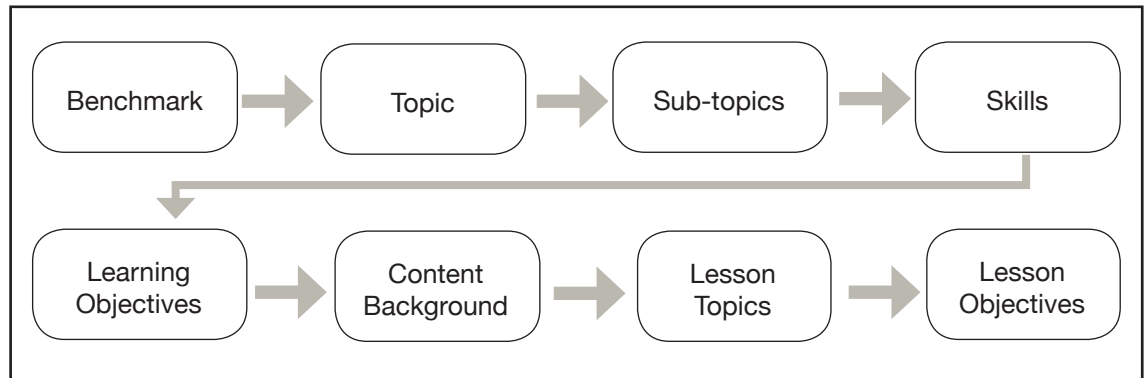 Benchmark
Topic
Sub-topics
Skills
Learning
Objectives
Content
Background
Lesson
Topics
Lesson
Objectives